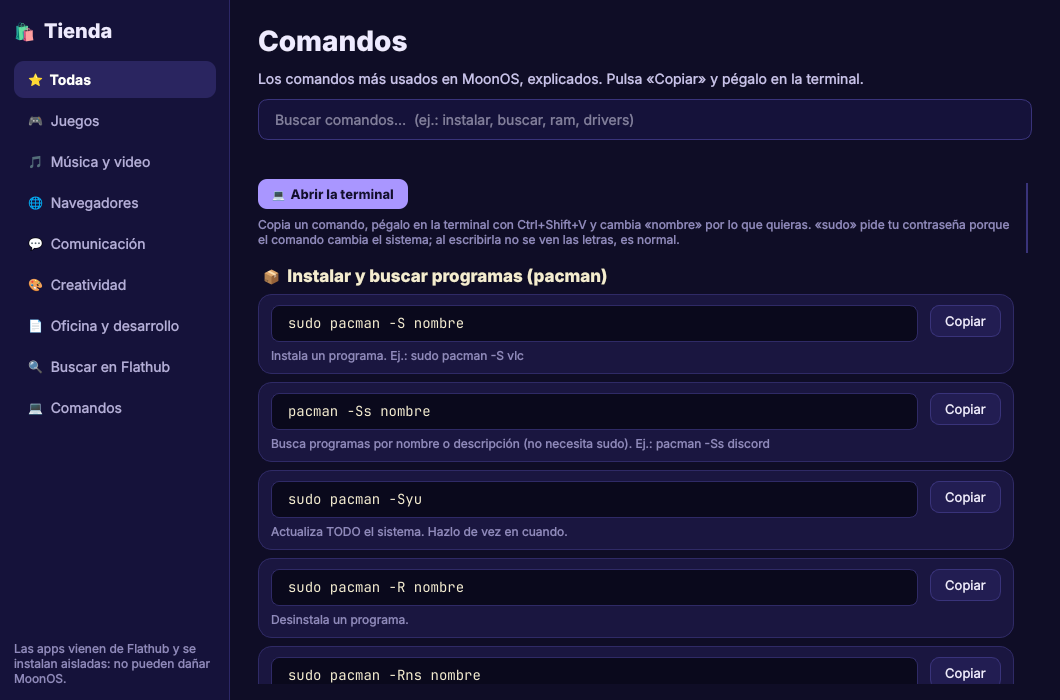 Tienda
Todas
Juegos
Música y video
Navegadores
Comunicación
Creatividad
Oficina y desarrollo
Buscar en Flathub
Comandos
Las apps vienen de Flathub y se
instalan aisladas: no pueden dañar
MoonOS.
Comandos
Los comandos más usados en MoonOS, explicados. Pulsa «Copiar» y pégalo en la terminal.
Buscar comandos... (ej.: instalar, buscar, ram, drivers)
Abrir la terminal
Copia un comando, pégalo en la terminal con Ctrl+Shift+V y cambia «nombre» por lo que quieras. «sudo» pide tu contraseña porque
el comando cambia el sistema; al escribirla no se ven las letras, es normal.
Instalar y buscar programas (pacman)
sudo pacman -S nombre
Copiar
Instala un programa. Ej.: sudo pacman -S vlc
pacman -Ss nombre
Copiar
Busca programas por nombre o descripción (no necesita sudo). Ej.: pacman -Ss discord
sudo pacman -Syu
Copiar
Actualiza TODO el sistema. Hazlo de vez en cuando.
sudo pacman -R nombre
Copiar
Desinstala un programa.
sudo pacman -Rns nombre
Copiar